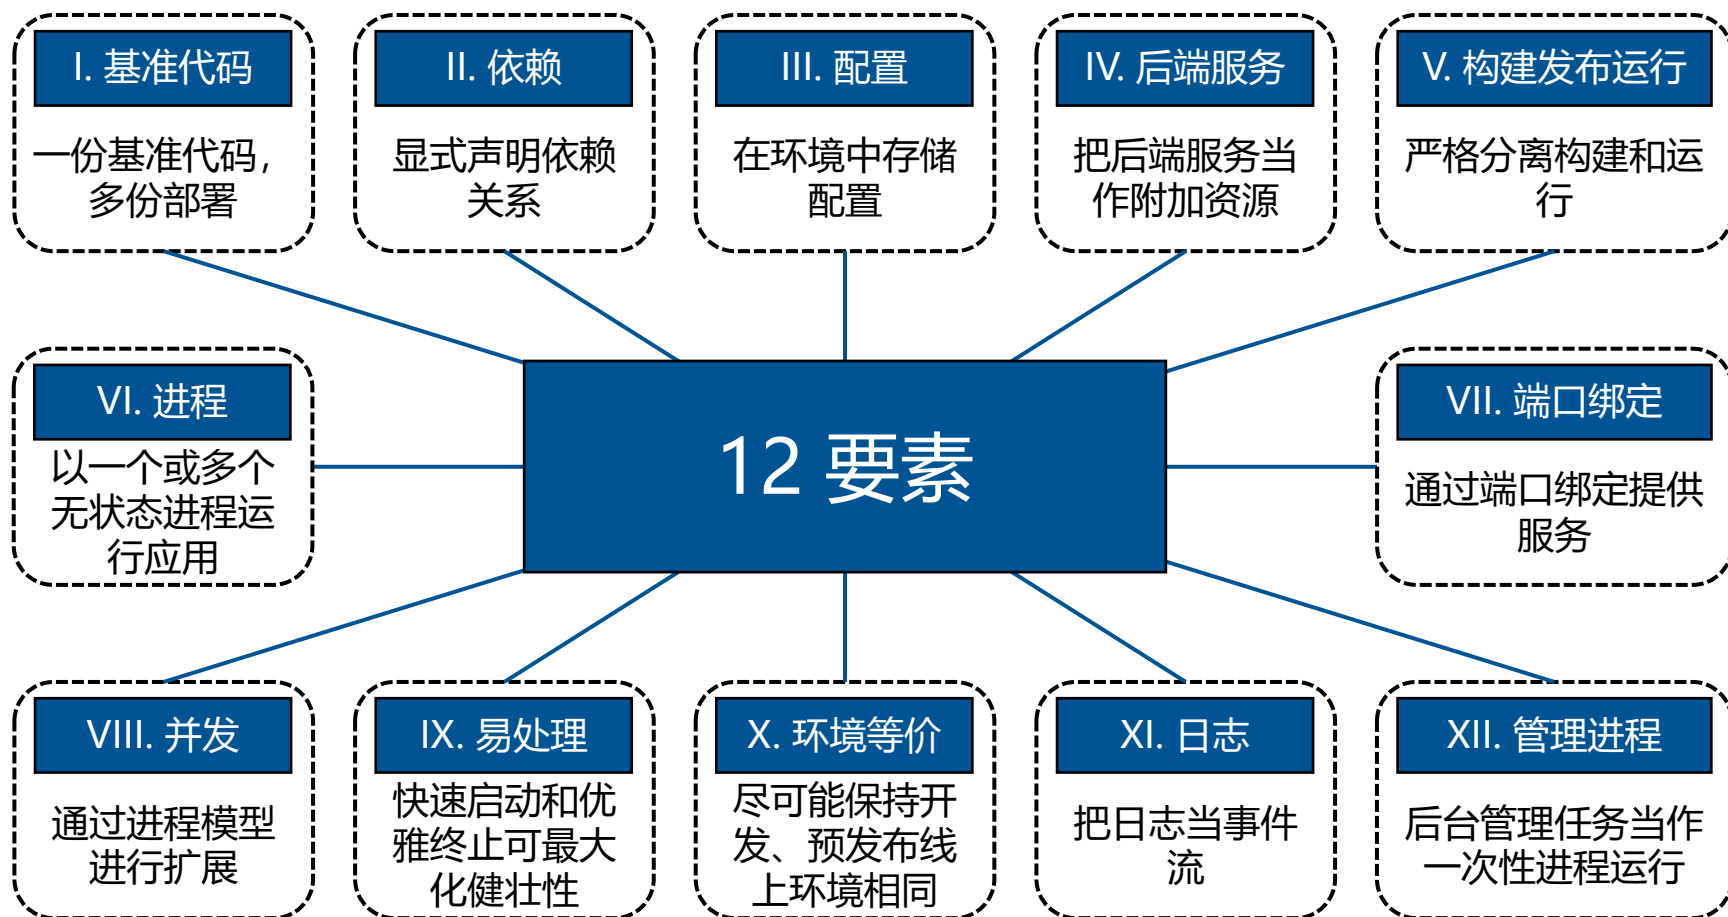 I. 基准代码
一份基准代码，
多份部署
II. 依赖
显式声明依赖
关系
III. 配置
在环境中存储
配置
IV. 后端服务
把后端服务当
作附加资源
V. 构建发布运行
严格分离构建和运
行
VI. 进程
以一个或多个
无状态进程运
行应用
12 要素
VII. 端口绑定
通过端口绑定提供
服务
VIII. 并发
通过进程模型
进行扩展
IX. 易处理
快速启动和优
雅终止可最大
化健壮性
X. 环境等价
尽可能保持开
发、预发布线
上环境相同
XI. 日志
把日志当事件
流
XII. 管理进程
后台管理任务当作
一次性进程运行